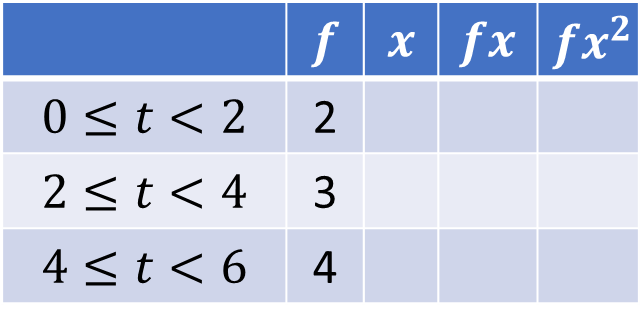 f x fx fx²
0 ≤ t < 2 2
2 ≤ t < 4 3
4 ≤ t < 6 4